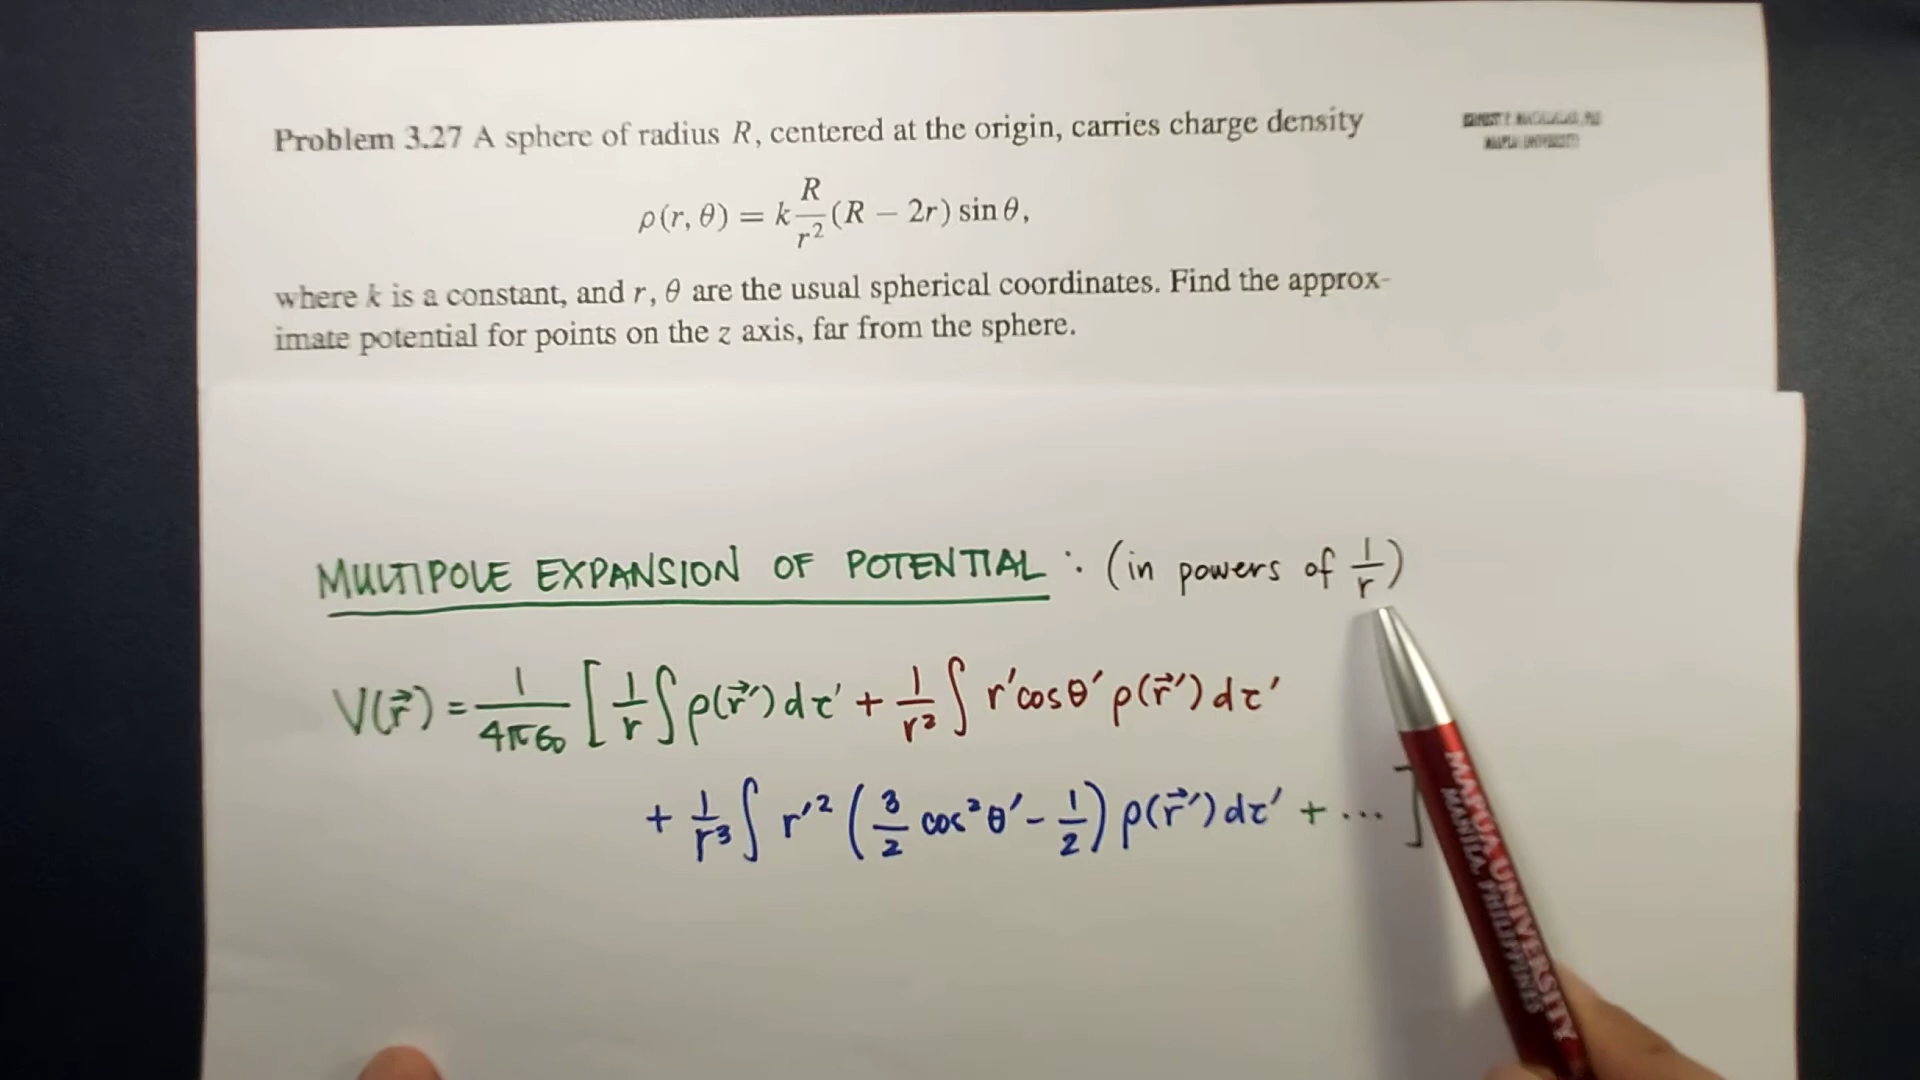 Problem 3.27 A sphere of radius R, centered at the origin, carries charge density
ρ(r, θ) = k R/r² (R − 2r) sin θ,
where k is a constant, and r, θ are the usual spherical coordinates. Find the approx-
imate potential for points on the z axis, far from the sphere.
MULTIPOLE EXPANSION OF POTENTIAL : (in powers of 1/r)
V(r⃗) = 1/4πε₀ [ 1/r ∫ ρ(r⃗′) dτ′ + 1/r² ∫ r′cosθ′ ρ(r⃗′) dτ′
+ 1/r³ ∫ r′² (3/2 cos²θ′ − 1/2) ρ(r⃗′) dτ′ + ... ]
MAPUA UNIVERSITY
MANILA, PHILIPPINES